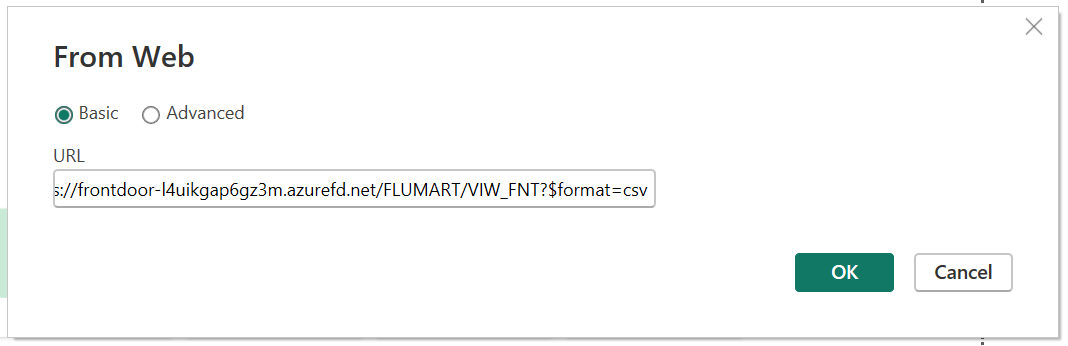 From Web
Basic Advanced
URL
s://frontdoor-l4uikgap6gz3m.azurefd.net/FLUMART/VIW_FNT?$format=csv
OK Cancel